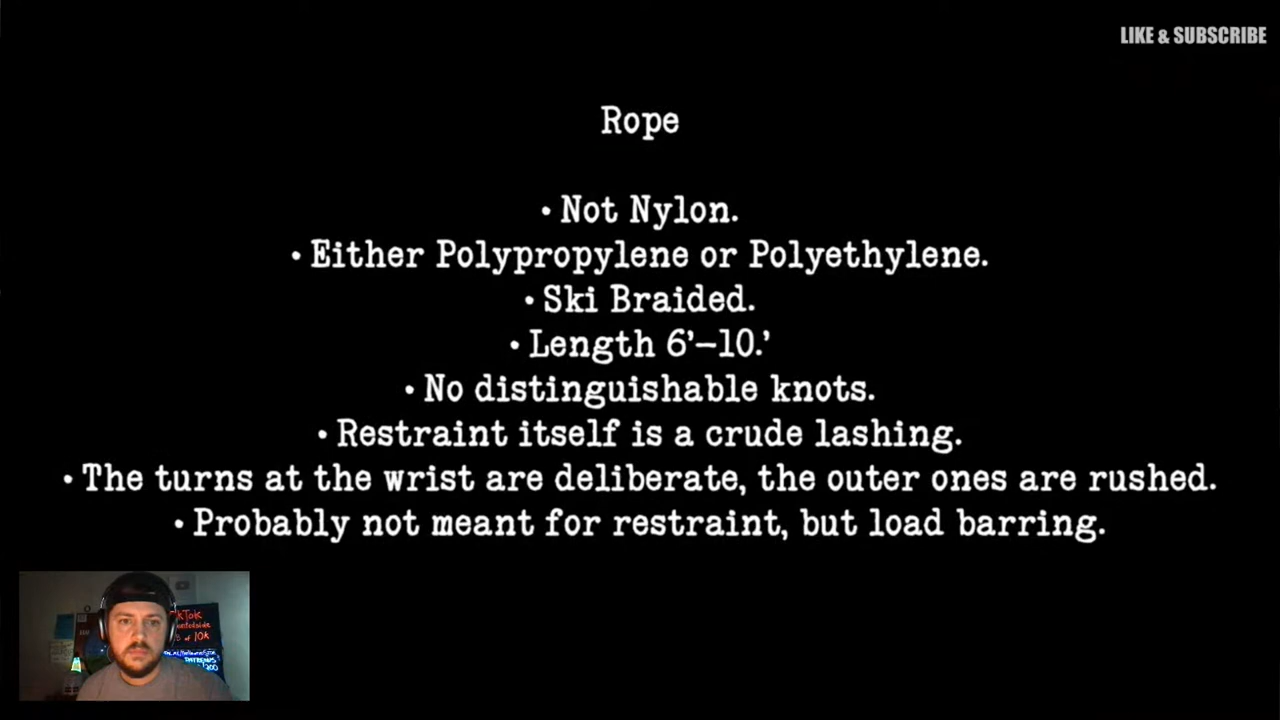 LIKE & SUBSCRIBE
Rope
• Not Nylon.
• Either Polypropylene or Polyethylene.
• Ski Braided.
• Length 6’–10.’
• No distinguishable knots.
• Restraint itself is a crude lashing.
• The turns at the wrist are deliberate, the outer ones are rushed.
• Probably not meant for restraint, but load barring.
of 10k